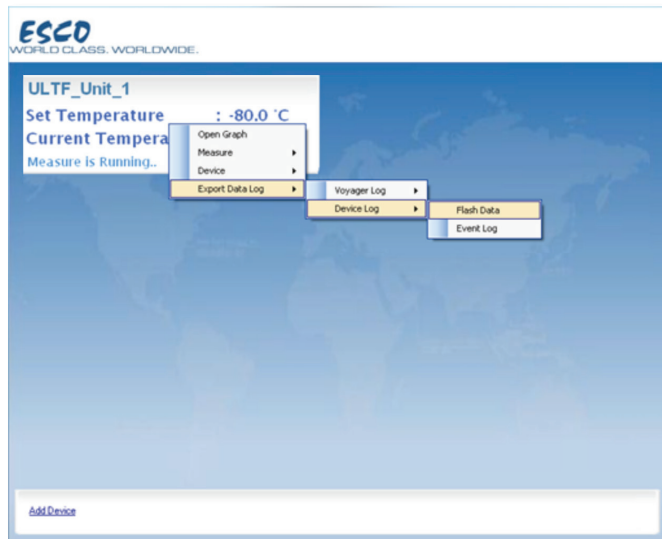 ESCO
WORLD CLASS. WORLDWIDE.
ULTF_Unit_1
Set Temperature : -80.0 °C
Current Tempera
Measure is Running..
Open Graph
Measure
Device
Export Data Log
Voyager Log
Device Log
Flash Data
Event Log
Add Device